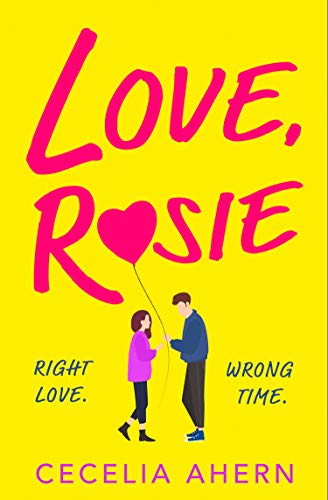 LOVE,
ROSIE
RIGHT
LOVE.
WRONG
TIME.
CECELIA AHERN